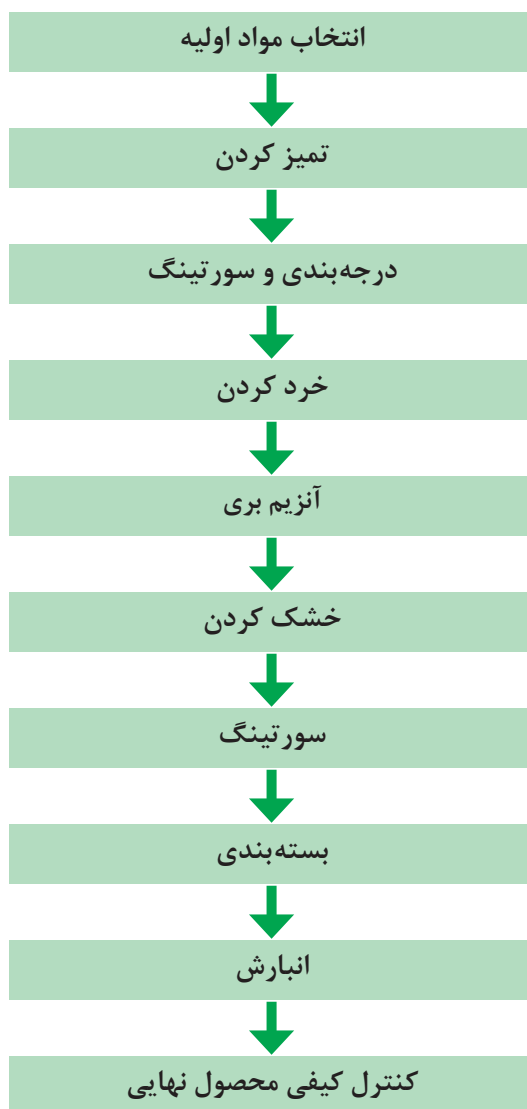 انتخاب مواد اولیه
تمیز کردن
درجه‌بندی و سورتینگ
خرد کردن
آنزیم بری
خشک کردن
سورتینگ
بسته‌بندی
انبارش
کنترل کیفی محصول نهایی